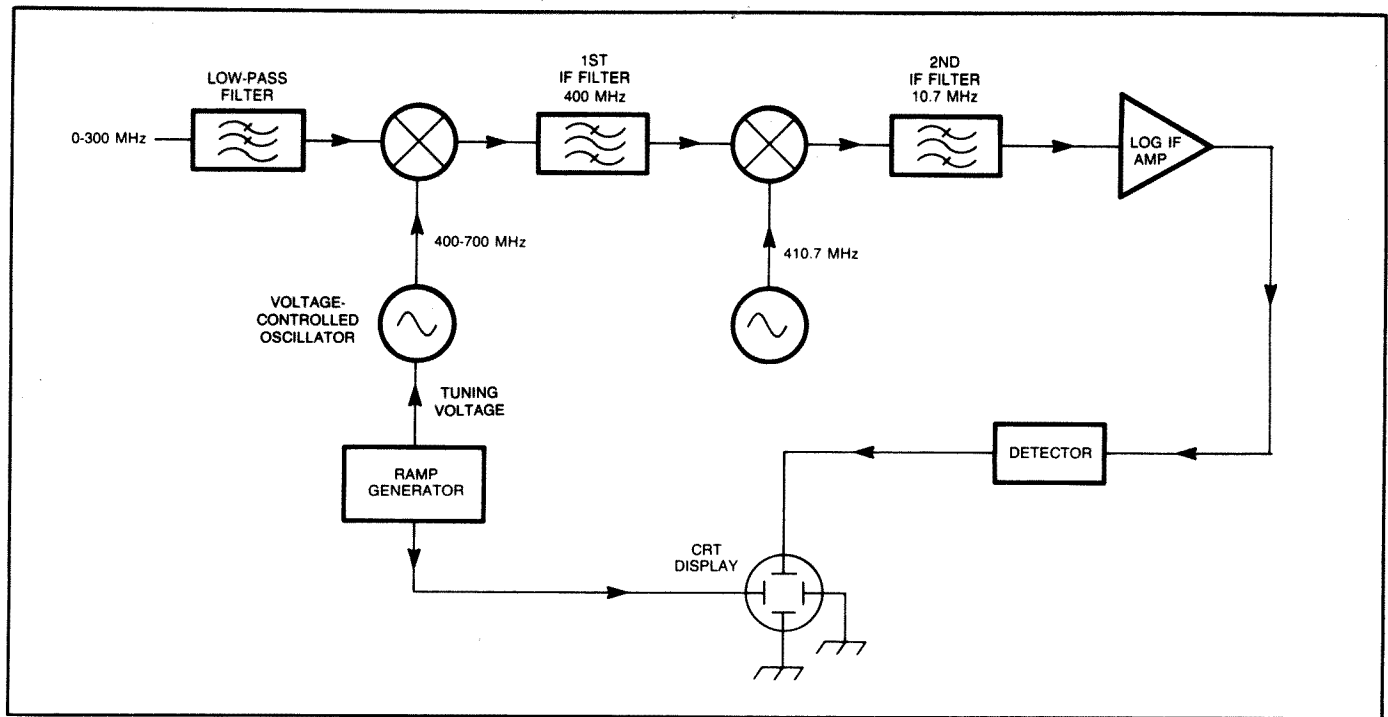 LOW-PASS
FILTER
1ST
IF FILTER
400 MHz
2ND
IF FILTER
10.7 MHz
0-300 MHz
LOG IF
AMP
400-700 MHz
410.7 MHz
VOLTAGE-
CONTROLLED
OSCILLATOR
TUNING
VOLTAGE
RAMP
GENERATOR
DETECTOR
CRT
DISPLAY